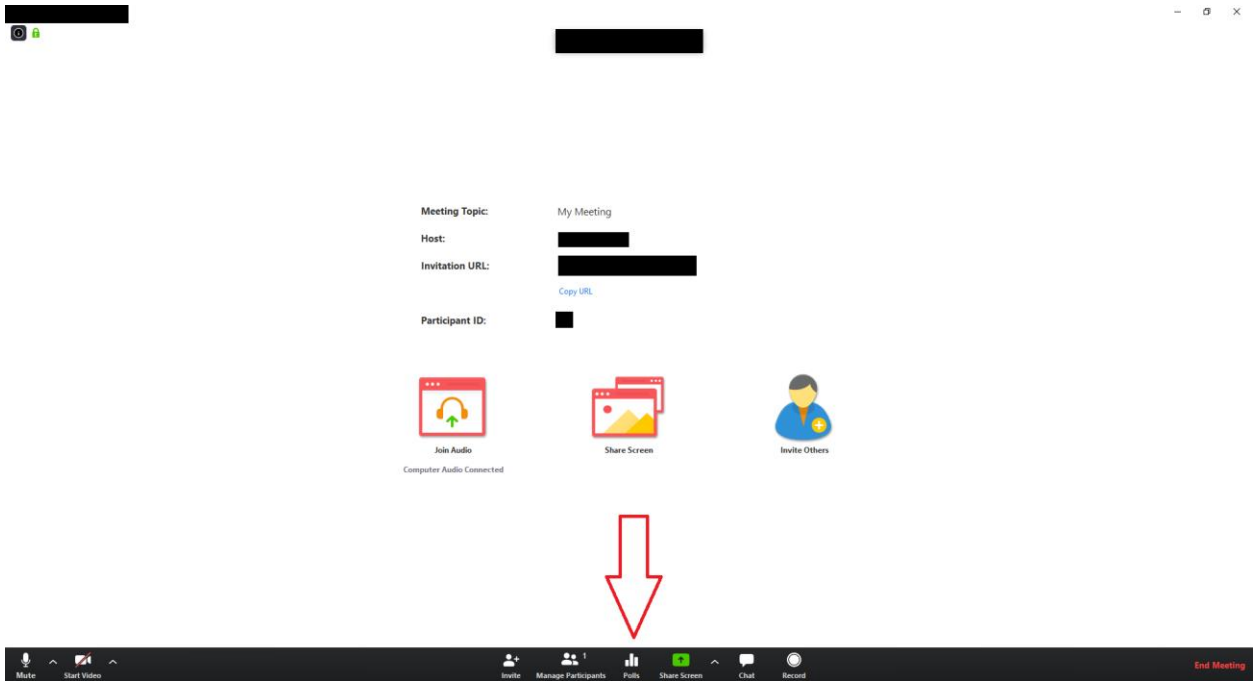 Meeting Topic: My Meeting
Host:
Invitation URL:
Copy URL
Participant ID:
Join Audio Share Screen Invite Others
Computer Audio Connected
Mute Start Video Invite Manage Participants 1 Polls Share Screen Chat Record End Meeting